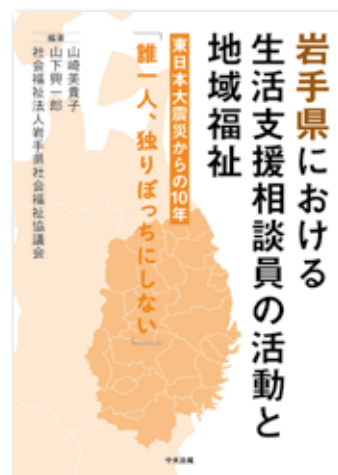 岩手県における
生活支援相談員の活動と
地域福祉
東日本大震災からの10年
「誰一人、独りぼっちにしない」
編著
山崎美貴子
山下興一郎
社会福祉法人岩手県社会福祉協議会
中央法規